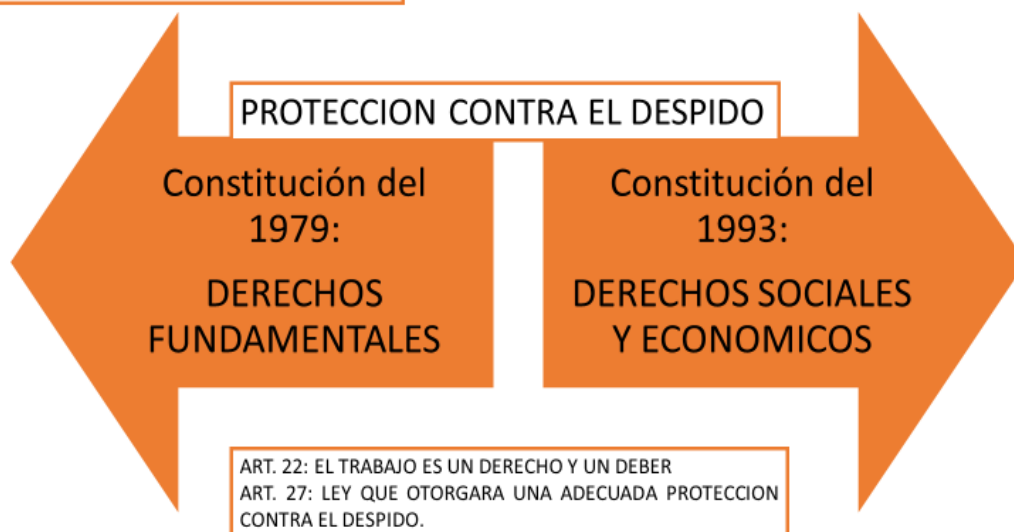 PROTECCION CONTRA EL DESPIDO
Constitución del
1979:
DERECHOS
FUNDAMENTALES
Constitución del
1993:
DERECHOS SOCIALES
Y ECONOMICOS
ART. 22: EL TRABAJO ES UN DERECHO Y UN DEBER
ART. 27: LEY QUE OTORGARA UNA ADECUADA PROTECCION
CONTRA EL DESPIDO.